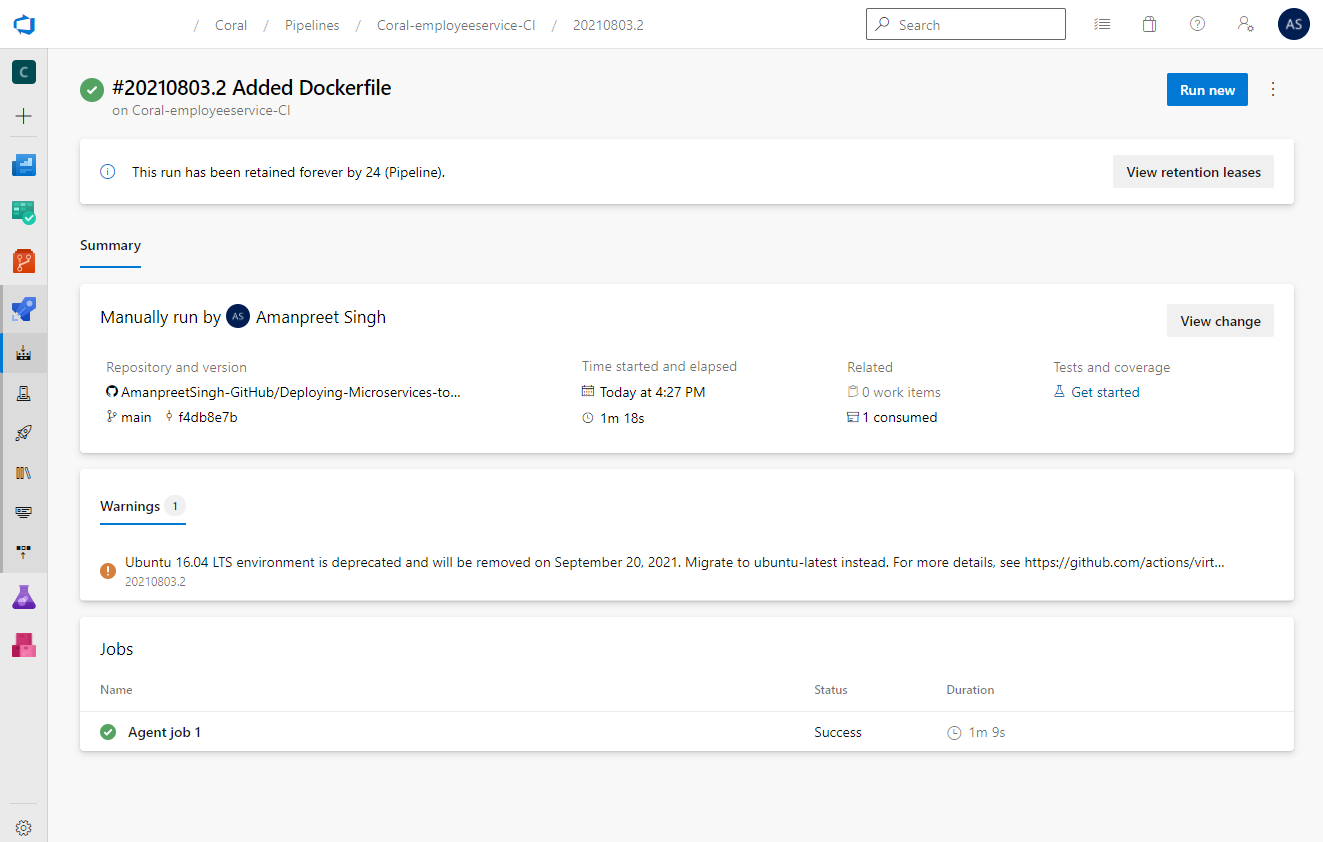 / Coral / Pipelines / Coral-employeeservice-CI / 20210803.2
Search
AS
C
#20210803.2 Added Dockerfile
on Coral-employeeservice-CI
Run new
This run has been retained forever by 24 (Pipeline).
View retention leases
Summary
Manually run by AS Amanpreet Singh
View change
Repository and version
Time started and elapsed
Related
Tests and coverage
AmanpreetSingh-GitHub/Deploying-Microservices-to...
Today at 4:27 PM
0 work items
Get started
main f4db8e7b
1m 18s
1 consumed
Warnings 1
Ubuntu 16.04 LTS environment is deprecated and will be removed on September 20, 2021. Migrate to ubuntu-latest instead. For more details, see https://github.com/actions/virt...
20210803.2
Jobs
Name Status Duration
Agent job 1 Success 1m 9s